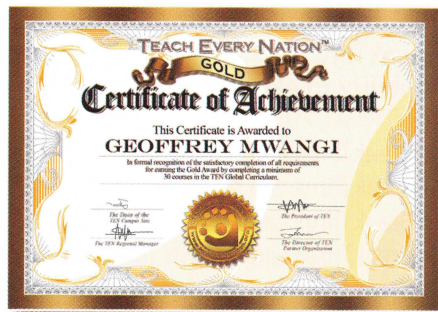 TEACH EVERY NATION™
GOLD
Certificate of Achievement
This Certificate is Awarded to
GEOFFREY MWANGI
In formal recognition of the satisfactory completion of all requirements
for earning the Gold Award by completing a minimum of
30 courses in the TEN Global Curriculum.
The Dean of the
TEN Campus Site
The President of TEN
The TEN Regional Manager
The Director of TEN
Partner Organization